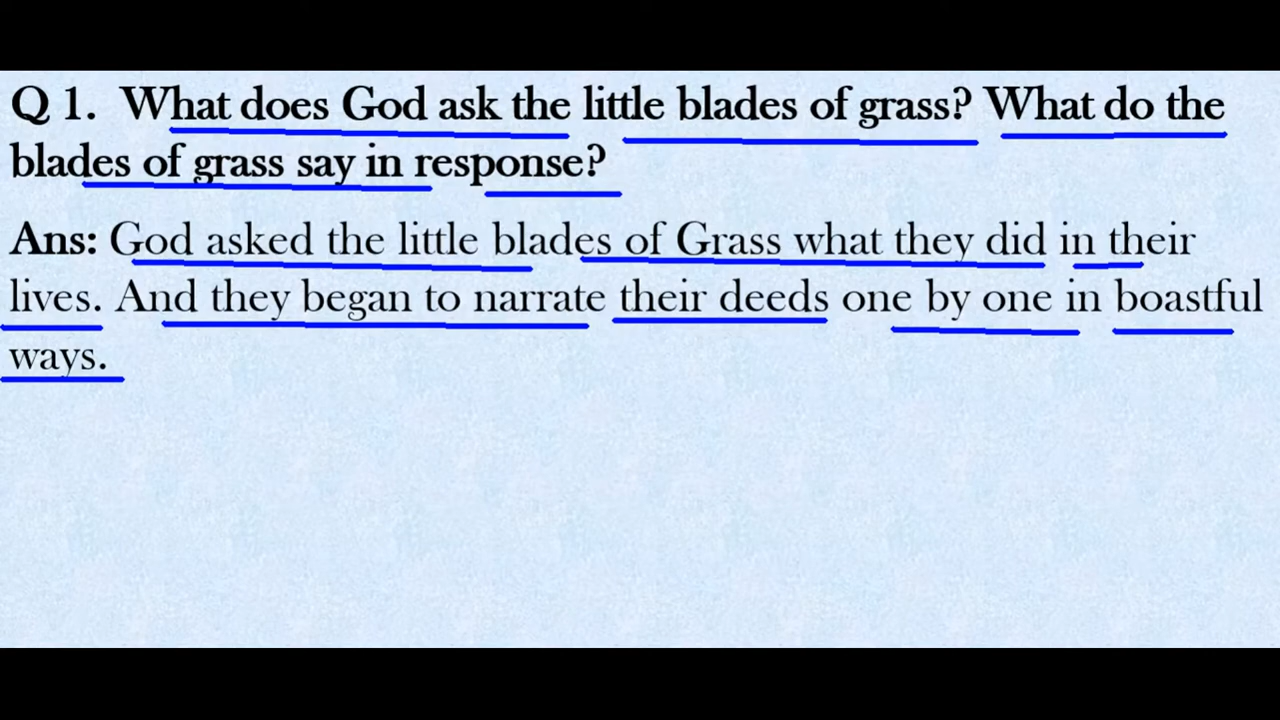 Q 1. What does God ask the little blades of grass? What do the
blades of grass say in response?
Ans: God asked the little blades of Grass what they did in their
lives. And they began to narrate their deeds one by one in boastful
ways.